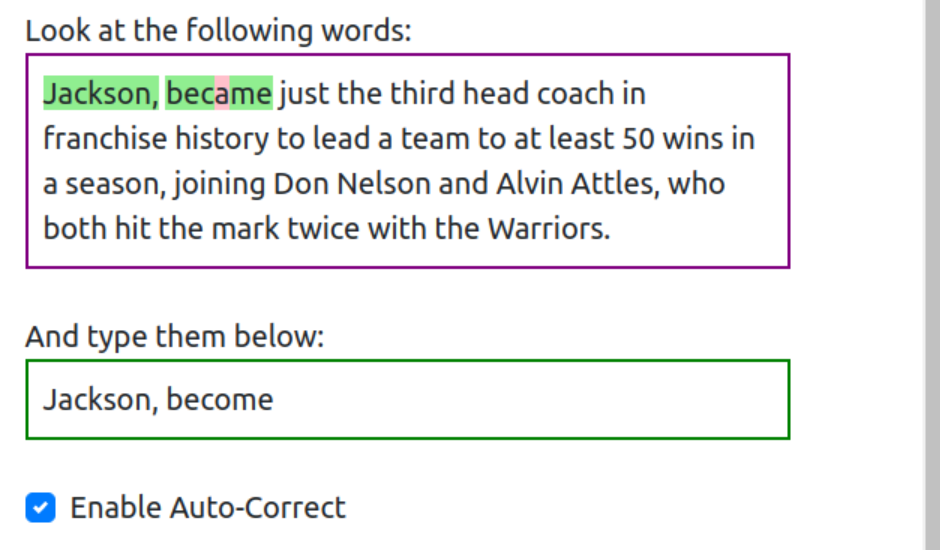 Look at the following words:
Jackson, became just the third head coach in
franchise history to lead a team to at least 50 wins in
a season, joining Don Nelson and Alvin Attles, who
both hit the mark twice with the Warriors.
And type them below:
Jackson, become
Enable Auto-Correct